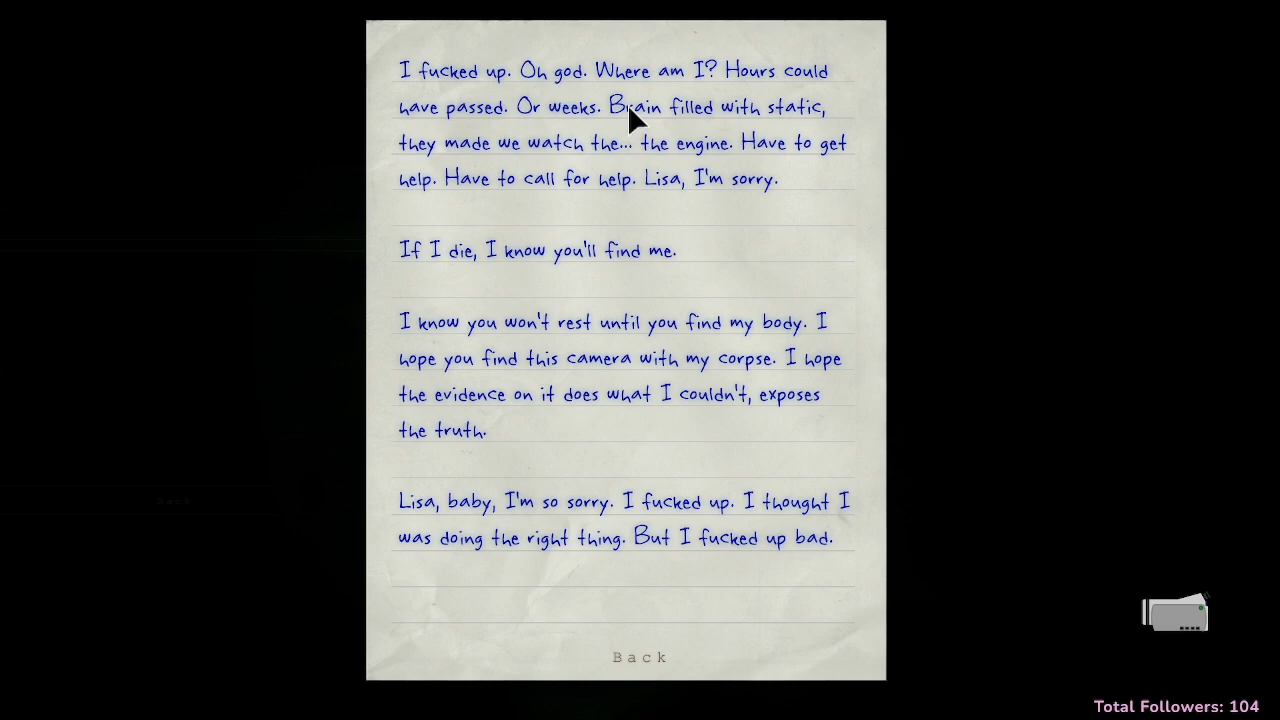 I fucked up. Oh god. Where am I? Hours could
have passed. Or weeks. Brain filled with static,
they made we watch the... the engine. Have to get
help. Have to call for help. Lisa, I'm sorry.
If I die, I know you'll find me.
I know you won't rest until you find my body. I
hope you find this camera with my corpse. I hope
the evidence on it does what I couldn't, exposes
the truth.
Lisa, baby, I'm so sorry. I fucked up. I thought I
was doing the right thing. But I fucked up bad.
Back
Back
Total Followers: 104